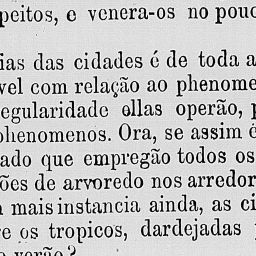 peitos, e venera-os no pouc
ias das cidades é de toda a
vel com relação ao phenome
egularidade ellas operão, p
phenomenos. Ora, se assim é
ado que empregão todos os
ões de arvoredo nos arredor
mais instancia ainda, as ci
e os tropicos, dardejadas
o verão?